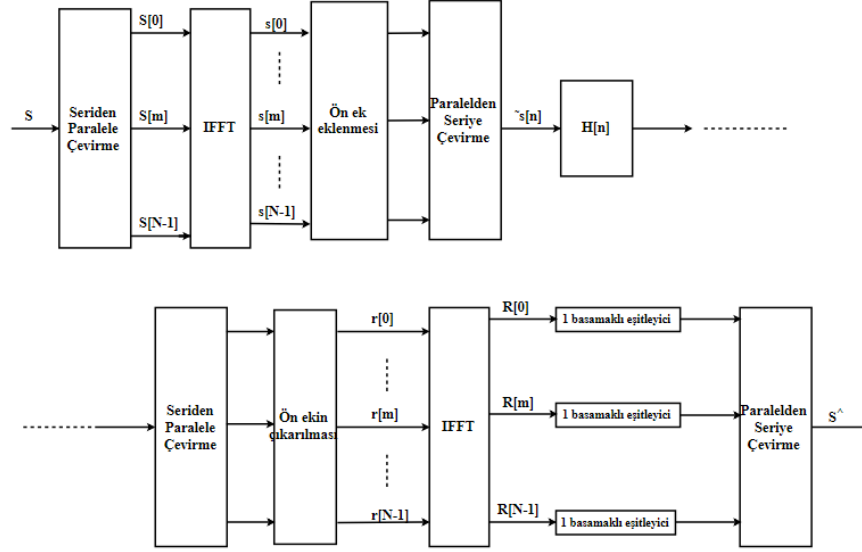 S
Seriden
Paralele
Çevirme
S[0]
S[m]
S[N-1]
IFFT
s[0]
s[m]
s[N-1]
Ön ek
eklenmesi
Paralelden
Seriye
Çevirme
~s[n]
H[n]
Seriden
Paralele
Çevirme
Ön ekin
çıkarılması
r[0]
r[m]
r[N-1]
IFFT
R[0]
R[m]
R[N-1]
1 basamaklı eşitleyici
1 basamaklı eşitleyici
1 basamaklı eşitleyici
Paralelden
Seriye
Çevirme
S^